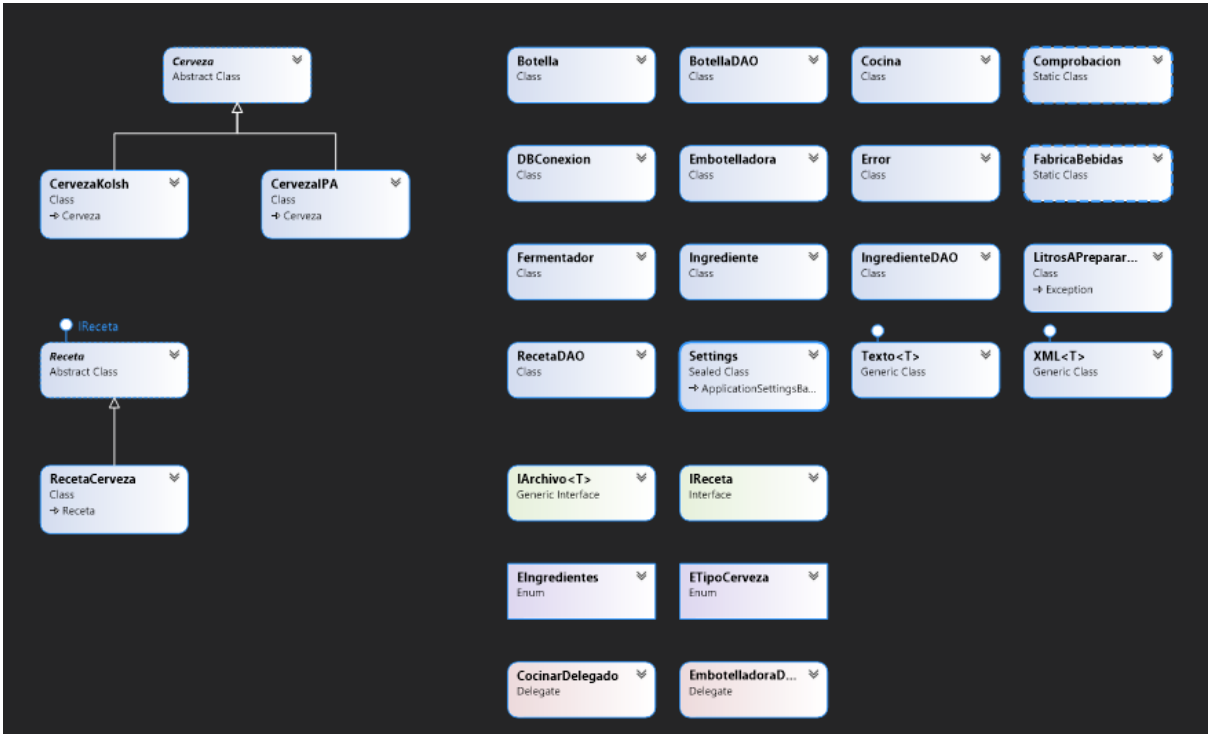 Cerveza
Abstract Class
CervezaKolsh
Class
Cerveza
CervezaIPA
Class
Cerveza
IReceta
Receta
Abstract Class
RecetaCerveza
Class
Receta
Botella
Class
BotellaDAO
Class
Cocina
Class
Comprobacion
Static Class
DBConexion
Class
Embotelladora
Class
Error
Class
FabricaBebidas
Static Class
Fermentador
Class
Ingrediente
Class
IngredienteDAO
Class
LitrosAPreparar...
Class
Exception
RecetaDAO
Class
Settings
Sealed Class
ApplicationSettingsBa...
Texto<T>
Generic Class
XML<T>
Generic Class
IArchivo<T>
Generic Interface
IReceta
Interface
EIngredientes
Enum
ETipoCerveza
Enum
CocinarDelegado
Delegate
EmbotelladoraD...
Delegate